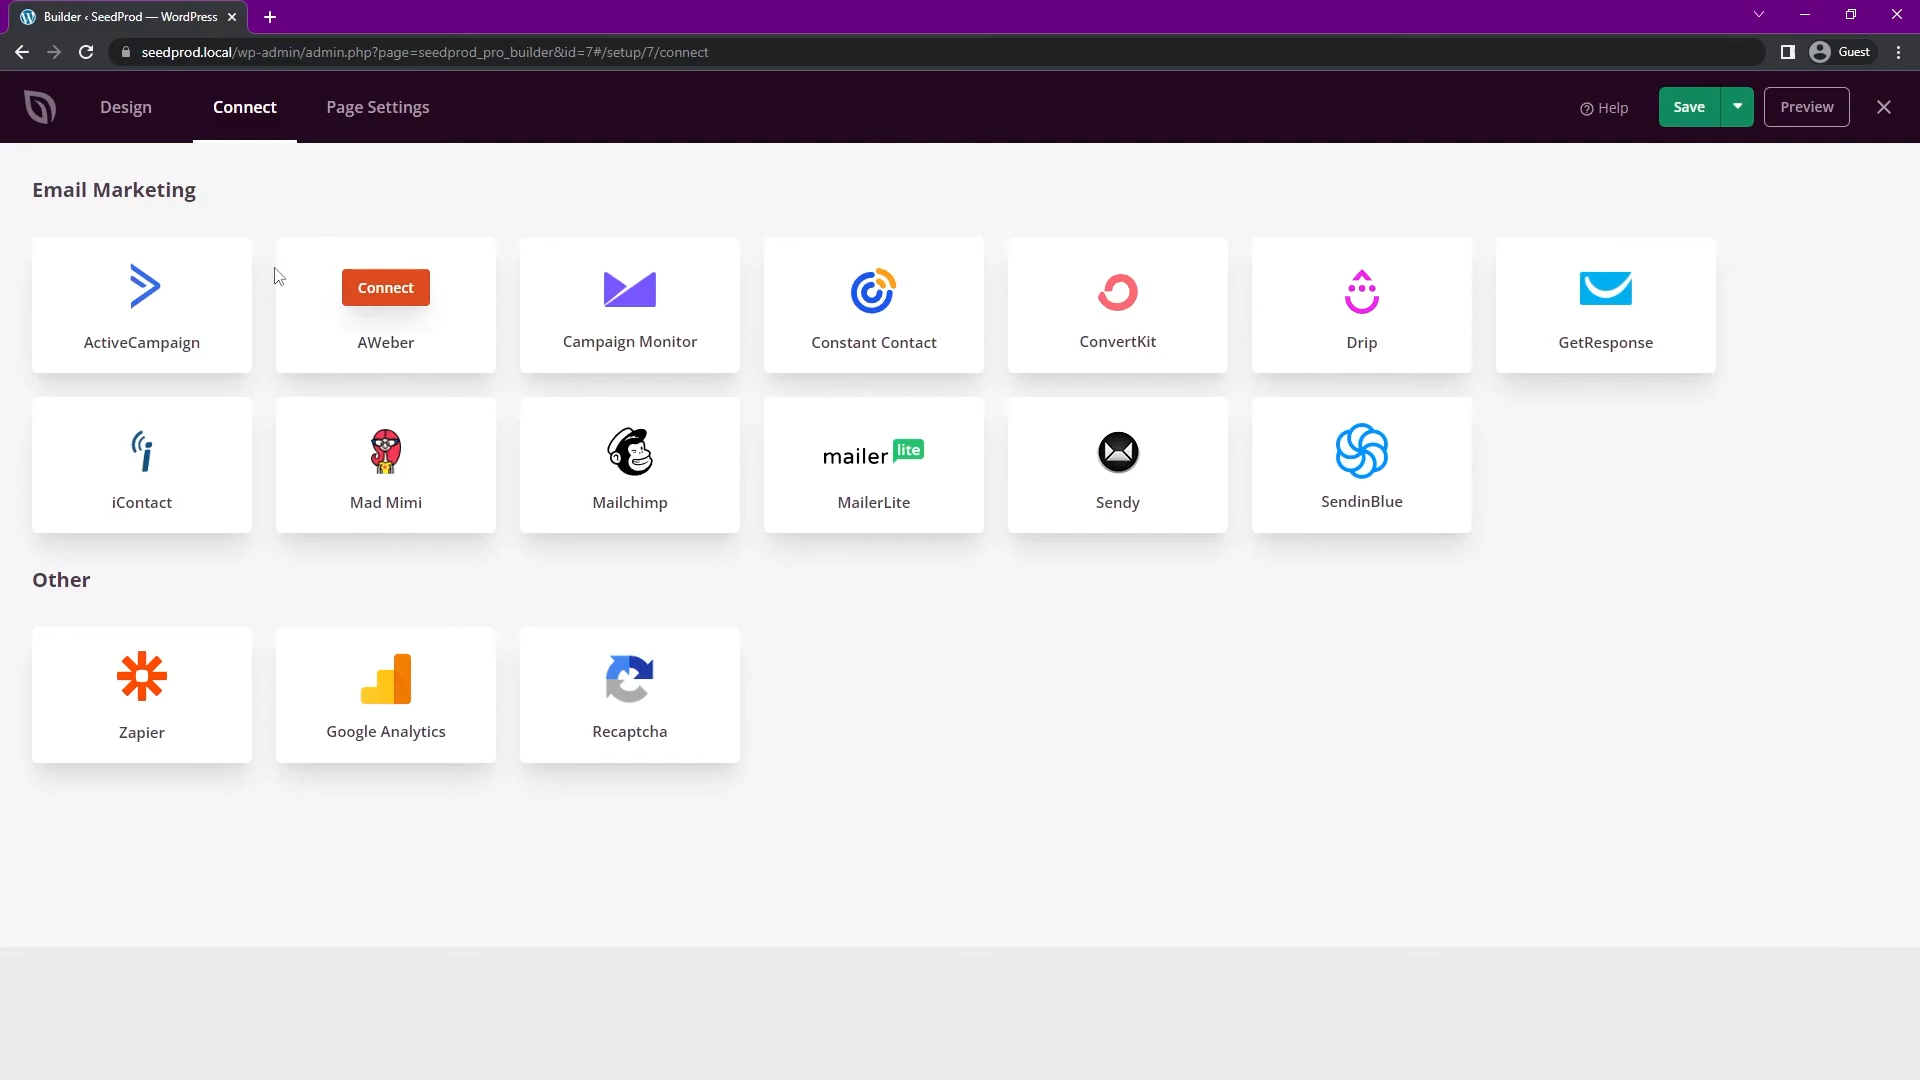 Builder ‹ SeedProd — WordPress
seedprod.local/wp-admin/admin.php?page=seedprod_pro_builder&id=7#/setup/7/connect
Guest
Design
Connect
Page Settings
Help
Save
Preview
Email Marketing
ActiveCampaign
Connect
AWeber
Campaign Monitor
Constant Contact
ConvertKit
Drip
GetResponse
iContact
Mad Mimi
Mailchimp
mailer lite
MailerLite
Sendy
SendinBlue
Other
Zapier
Google Analytics
Recaptcha